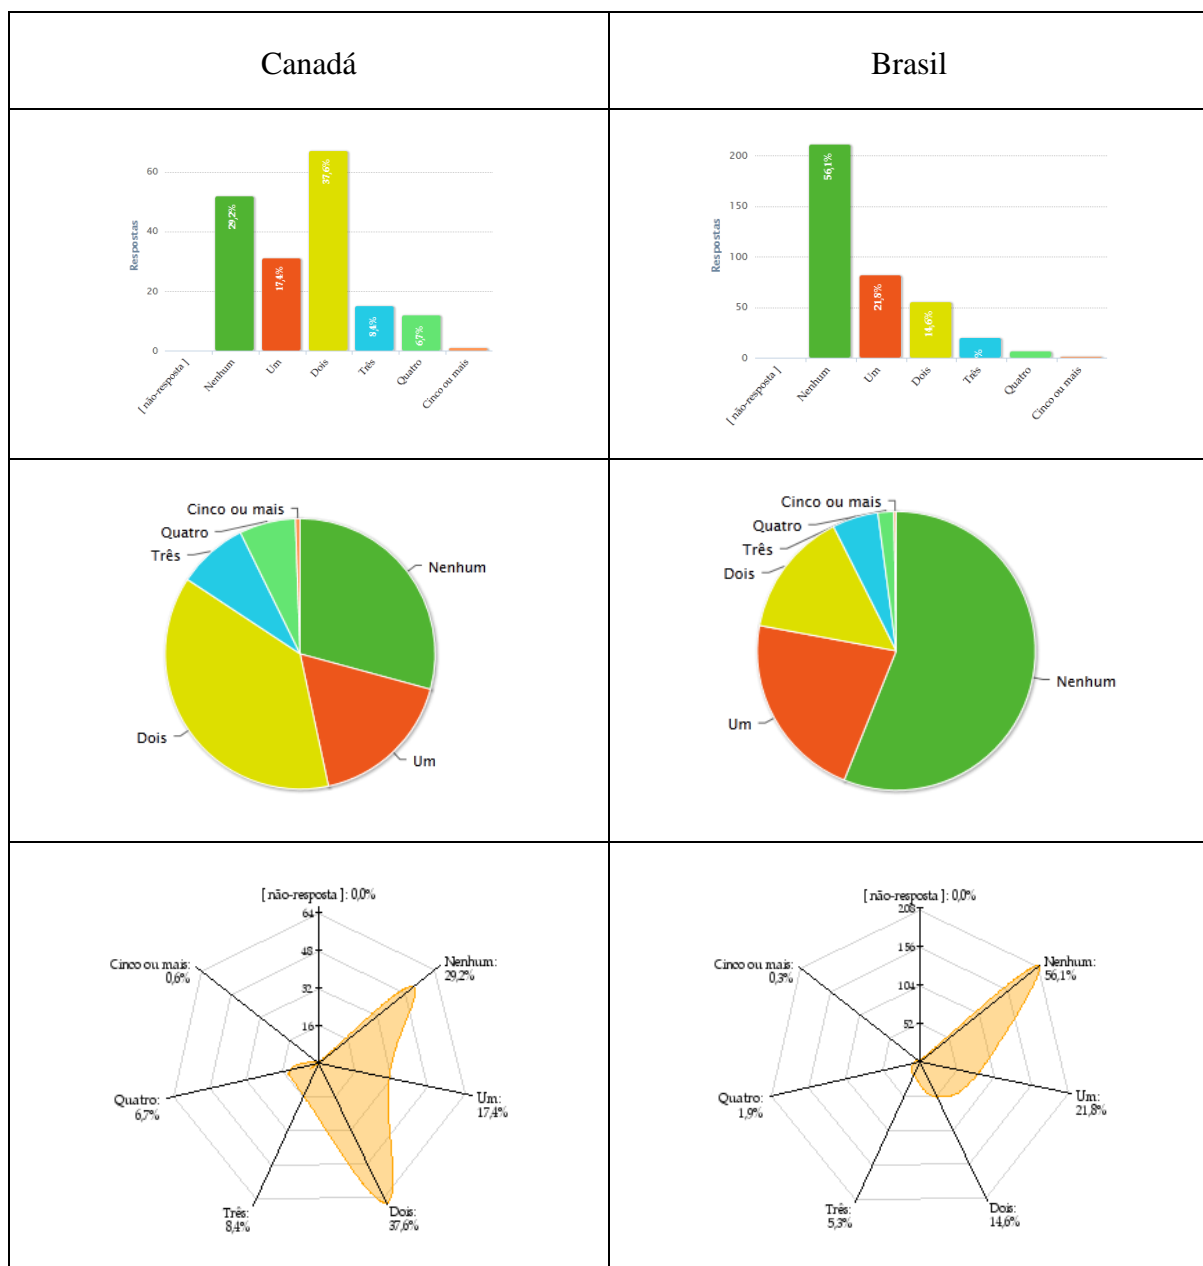 Canadá
Brasil
Respostas
60
40
20
0
29,2%
17,4%
37,6%
8,4%
6,7%
[ não-resposta ]
Nenhum
Um
Dois
Três
Quatro
Cinco ou mais
Respostas
200
150
100
50
0
56,1%
21,8%
14,6%
%
[ não-resposta ]
Nenhum
Um
Dois
Três
Quatro
Cinco ou mais
Cinco ou mais
Quatro
Três
Nenhum
Dois
Um
Cinco ou mais
Quatro
Três
Dois
Nenhum
Um
[ não-resposta ]: 0,0%
64
48
32
16
Nenhum:
29,2%
Um:
17,4%
Dois:
37,6%
Três:
8,4%
Quatro:
6,7%
Cinco ou mais:
0,6%
[ não-resposta ]: 0,0%
208
156
104
52
Nenhum:
56,1%
Um:
21,8%
Dois:
14,6%
Três:
5,3%
Quatro:
1,9%
Cinco ou mais:
0,3%